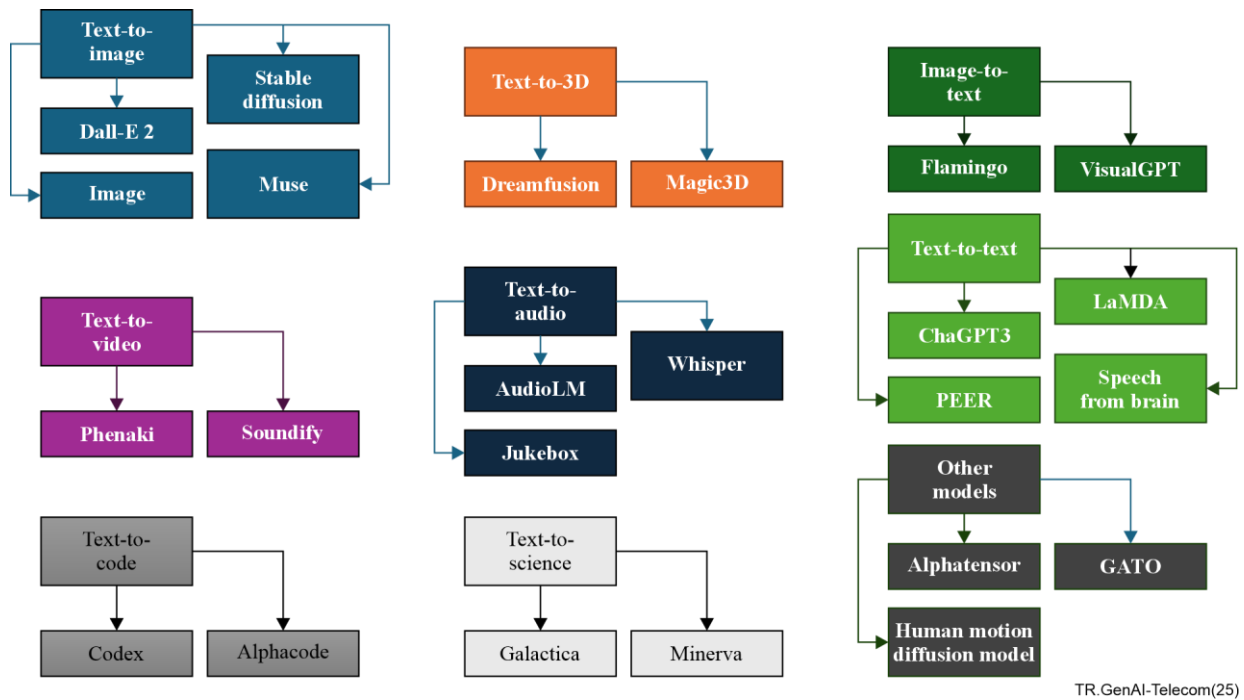 Text-to-
image
Stable
diffusion
Dall-E 2
Image
Muse
Text-to-3D
Dreamfusion
Magic3D
Image-to-
text
Flamingo
VisualGPT
Text-to-
video
Phenaki
Soundify
Text-to-
audio
Whisper
AudioLM
Jukebox
Text-to-text
LaMDA
ChaGPT3
PEER
Speech
from brain
Text-to-
code
Codex
Alphacode
Text-to-
science
Galactica
Minerva
Other
models
Alphatensor
GATO
Human motion
diffusion model
TR.GenAI-Telecom(25)